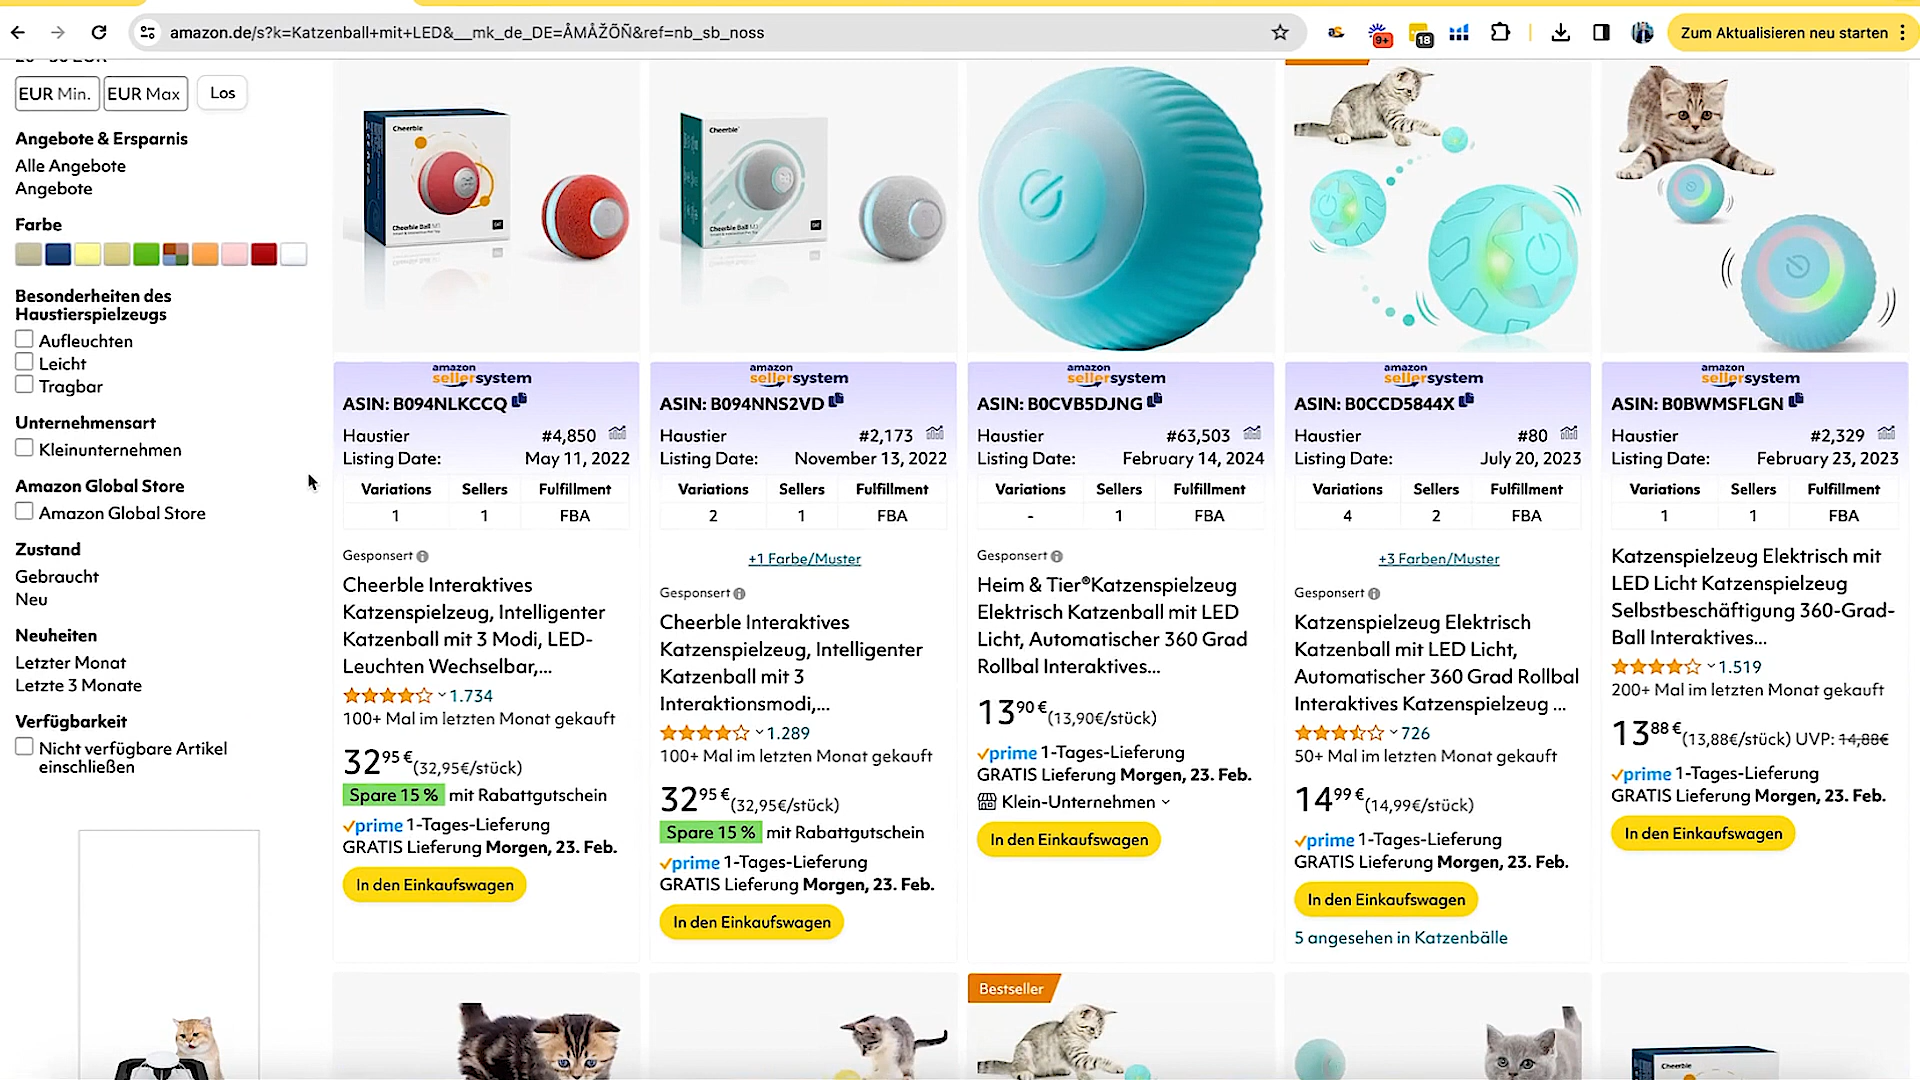 amazon.de/s?k=Katzenball+mit+LED&__mk_de_DE=ÅMÅŽÕÑ&ref=nb_sb_noss
9+
18
Zum Aktualisieren neu starten
EUR Min.
EUR Max
Los
Angebote & Ersparnis
Alle Angebote
Angebote
Farbe
Besonderheiten des
Haustierspielzeugs
Aufleuchten
Leicht
Tragbar
Unternehmensart
Kleinunternehmen
Amazon Global Store
Amazon Global Store
Zustand
Gebraucht
Neu
Neuheiten
Letzter Monat
Letzte 3 Monate
Verfügbarkeit
Nicht verfügbare Artikel
einschließen
Cheerble
Cheerble Ball M1
amazon
sellersystem
ASIN: B094NLKCCQ
Haustier #4,850
Listing Date: May 11, 2022
Variations Sellers Fulfillment
1 1 FBA
Gesponsert
Cheerble Interaktives
Katzenspielzeug, Intelligenter
Katzenball mit 3 Modi, LED-
Leuchten Wechselbar,...
1.734
100+ Mal im letzten Monat gekauft
32 95 € (32,95€/stück)
Spare 15 % mit Rabattgutschein
prime 1-Tages-Lieferung
GRATIS Lieferung Morgen, 23. Feb.
In den Einkaufswagen
Cheerble
amazon
sellersystem
ASIN: B094NNS2VD
Haustier #2,173
Listing Date: November 13, 2022
Variations Sellers Fulfillment
2 1 FBA
+1 Farbe/Muster
Gesponsert
Cheerble Interaktives
Katzenspielzeug, Intelligenter
Katzenball mit 3
Interaktionsmodi,...
1.289
100+ Mal im letzten Monat gekauft
32 95 € (32,95€/stück)
Spare 15 % mit Rabattgutschein
prime 1-Tages-Lieferung
GRATIS Lieferung Morgen, 23. Feb.
In den Einkaufswagen
amazon
sellersystem
ASIN: B0CVB5DJNG
Haustier #63,503
Listing Date: February 14, 2024
Variations Sellers Fulfillment
- 1 FBA
Gesponsert
Heim & Tier®Katzenspielzeug
Elektrisch Katzenball mit LED
Licht, Automatischer 360 Grad
Rollbal Interaktives...
13 90 € (13,90€/stück)
prime 1-Tages-Lieferung
GRATIS Lieferung Morgen, 23. Feb.
Klein-Unternehmen
In den Einkaufswagen
amazon
sellersystem
ASIN: B0CCD5844X
Haustier #80
Listing Date: July 20, 2023
Variations Sellers Fulfillment
4 2 FBA
+3 Farben/Muster
Gesponsert
Katzenspielzeug Elektrisch
Katzenball mit LED Licht,
Automatischer 360 Grad Rollbal
Interaktives Katzenspielzeug ...
726
50+ Mal im letzten Monat gekauft
14 99 € (14,99€/stück)
prime 1-Tages-Lieferung
GRATIS Lieferung Morgen, 23. Feb.
In den Einkaufswagen
5 angesehen in Katzenbälle
amazon
sellersystem
ASIN: B0BWMSFLGN
Haustier #2,329
Listing Date: February 23, 2023
Variations Sellers Fulfillment
1 1 FBA
Katzenspielzeug Elektrisch mit
LED Licht Katzenspielzeug
Selbstbeschäftigung 360-Grad-
Ball Interaktives...
1.519
200+ Mal im letzten Monat gekauft
13 88 € (13,88€/stück) UVP: 14,88€
prime 1-Tages-Lieferung
GRATIS Lieferung Morgen, 23. Feb.
In den Einkaufswagen
Bestseller
Cheerble